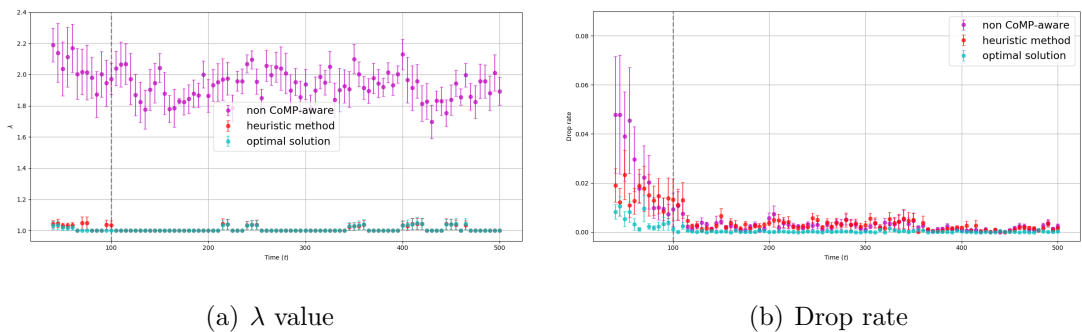 2.4
2.2
2.0
1.8
1.6
1.4
1.2
1.0
λ
non CoMP-aware
heuristic method
optimal solution
100
200
300
400
500
Time (t)
0.10
0.08
0.06
0.04
0.02
0.00
Drop rate
non CoMP-aware
heuristic method
optimal solution
100
200
300
400
500
Time (t)
(a) λ value
(b) Drop rate